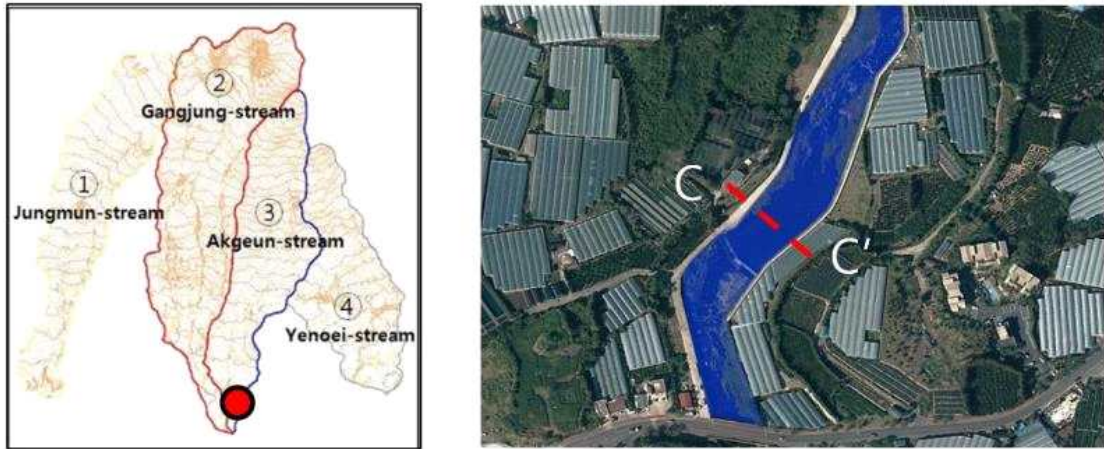 ②
Gangjung-stream
①
Jungmun-stream
③
Akgeun-stream
④
Yenoei-stream
C
C'